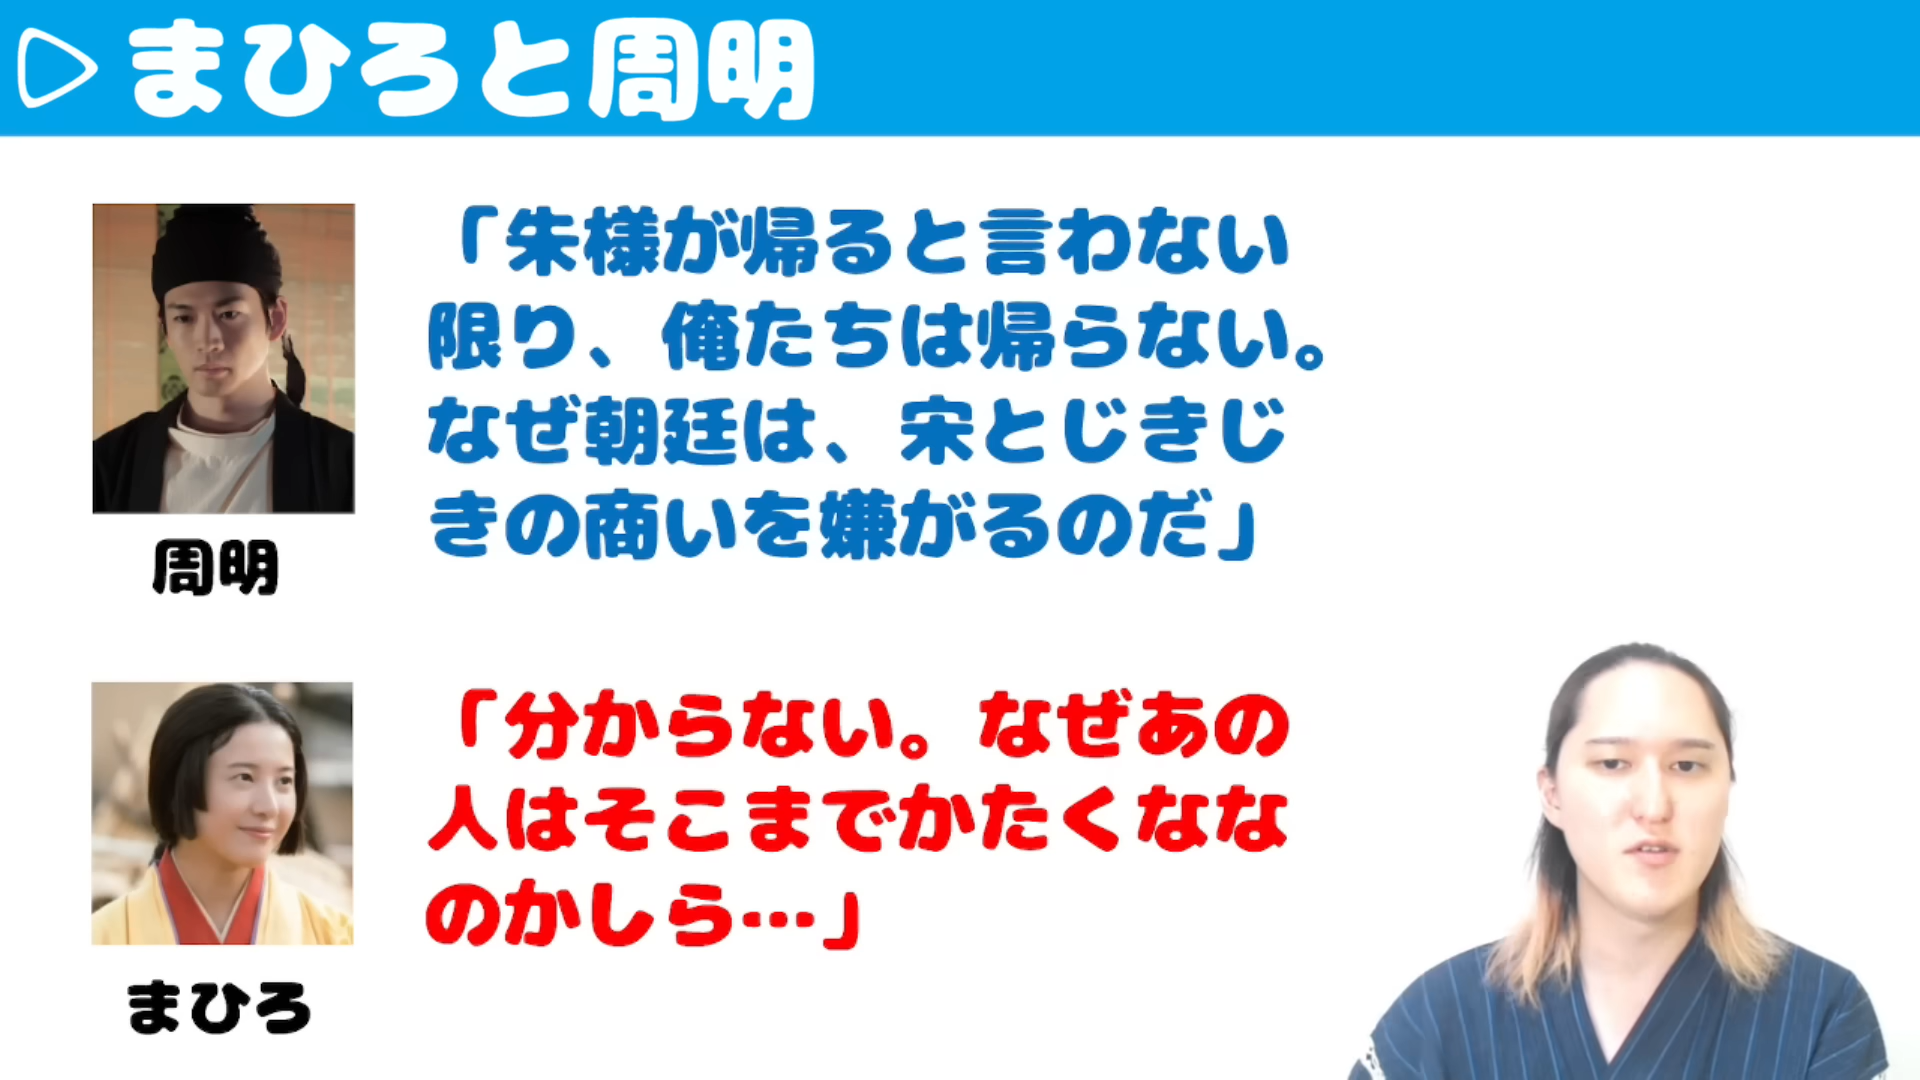 まひろと周明
「朱様が帰ると言わない
限り、俺たちは帰らない。
なぜ朝廷は、宋とじきじ
きの商いを嫌がるのだ」
周明
「分からない。なぜあの
人はそこまでかたくなな
のかしら…」
まひろ